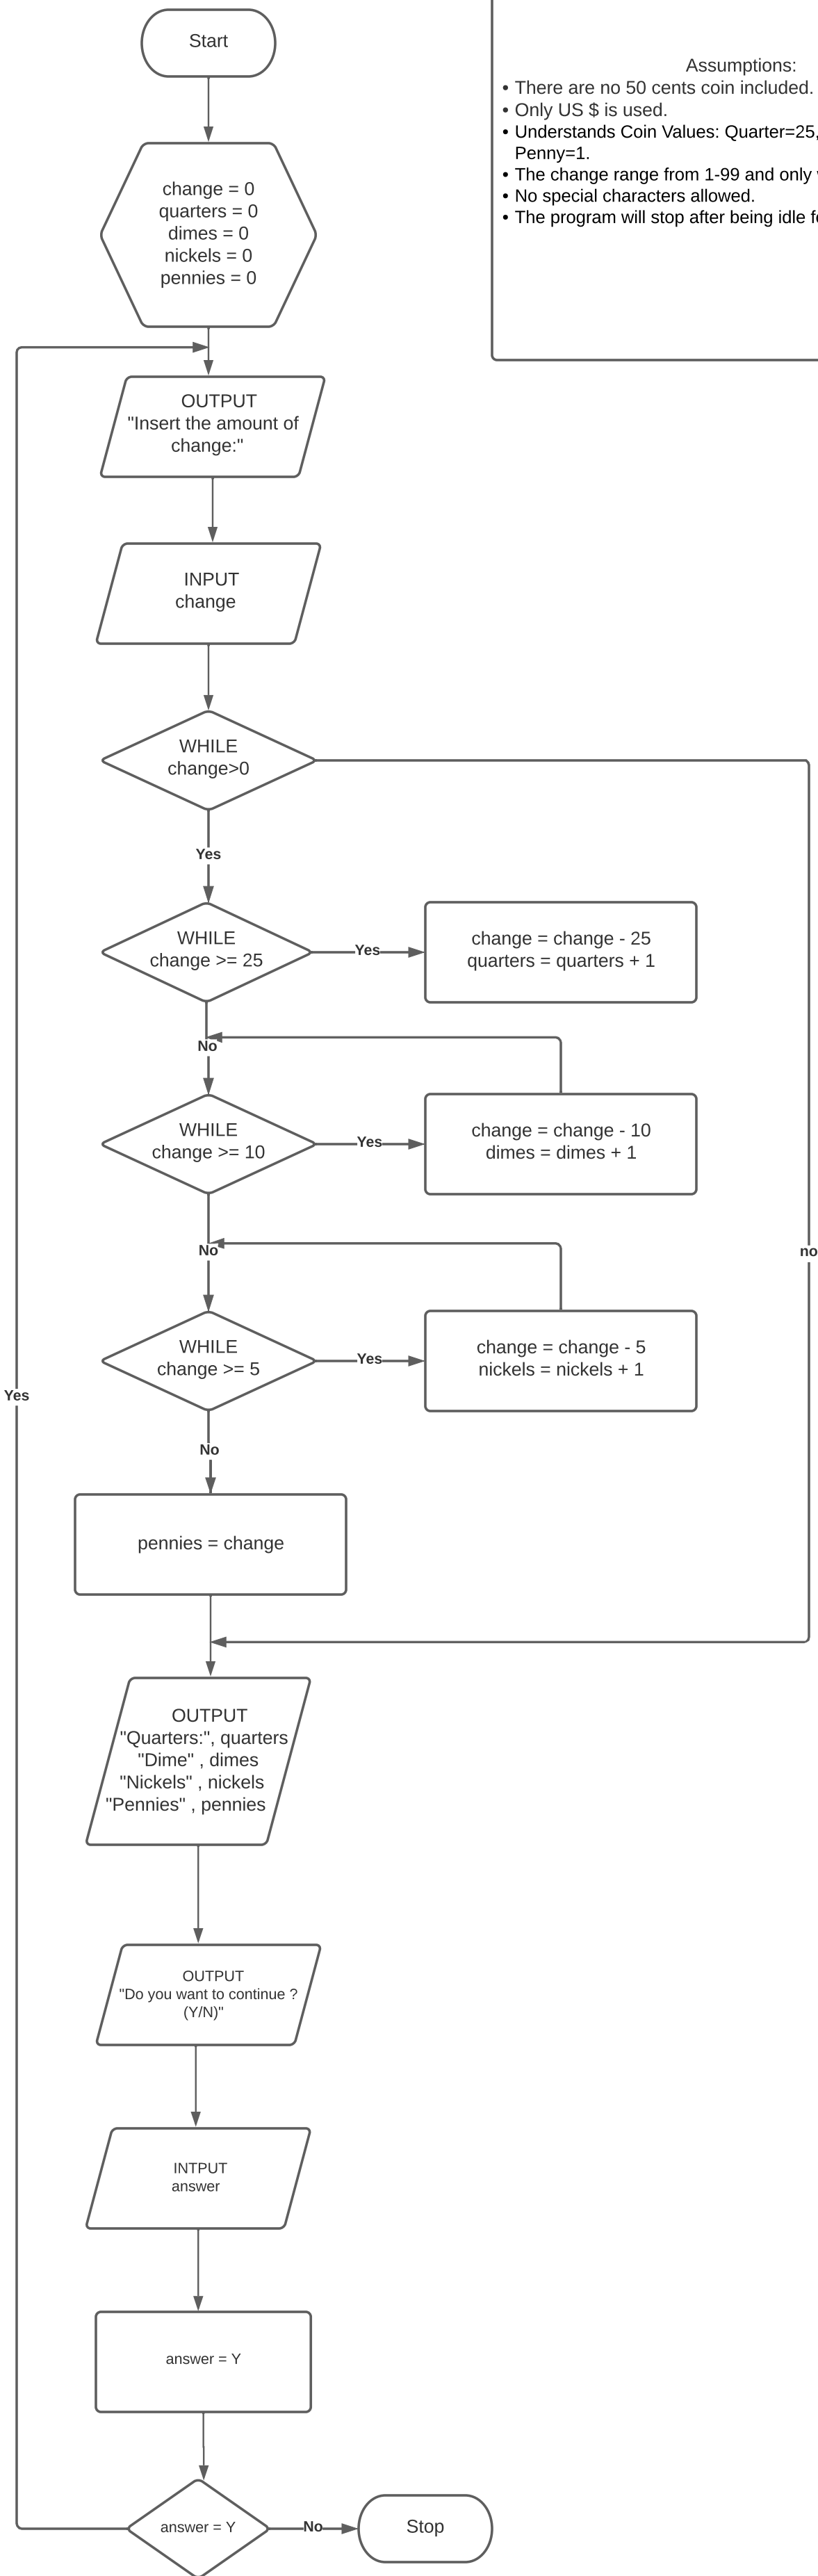 Start
Assumptions:
• There are no 50 cents coin included.
• Only US $ is used.
• Understands Coin Values: Quarter=25,
Penny=1.
• The change range from 1-99 and only
• No special characters allowed.
• The program will stop after being idle
change = 0
quarters = 0
dimes = 0
nickels = 0
pennies = 0
OUTPUT
"Insert the amount of
change:"
INPUT
change
WHILE
change>0
Yes
WHILE
change >= 25
Yes
change = change - 25
quarters = quarters + 1
No
WHILE
change >= 10
Yes
change = change - 10
dimes = dimes + 1
No
no
WHILE
change >= 5
Yes
change = change - 5
nickels = nickels + 1
Yes
No
pennies = change
OUTPUT
"Quarters:", quarters
"Dime" , dimes
"Nickels" , nickels
"Pennies" , pennies
OUTPUT
"Do you want to continue ?
(Y/N)"
INTPUT
answer
answer = Y
answer = Y
No
Stop